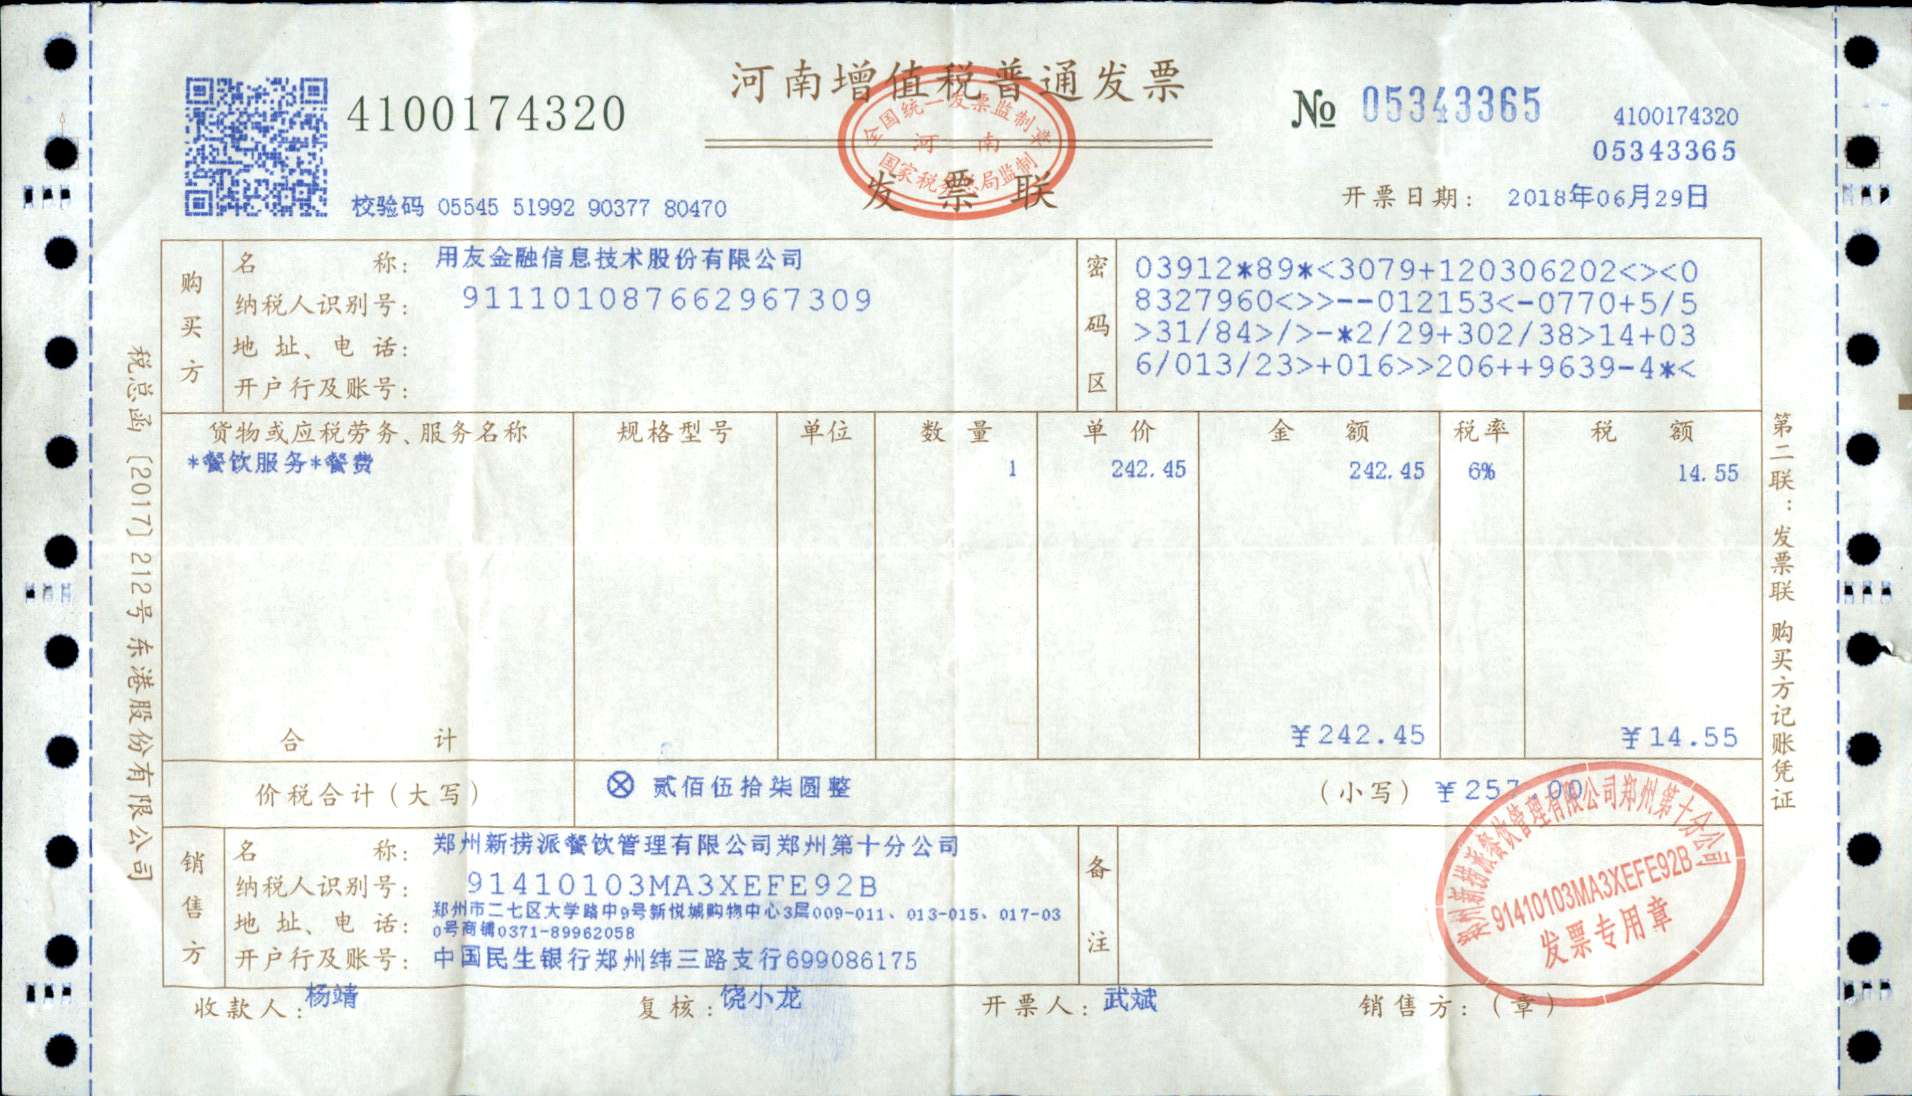 河南增值税普通发票
4100174320
№ 05343365
4100174320
05343365
全国统一发票监制章
河 南
国家税务总局监制
发票联
校验码 05545 51992 90377 80470
开票日期: 2018年06月29日
购买方
名 称: 用友金融信息技术股份有限公司
纳税人识别号: 911101087662967309
地 址、电 话:
开户行及账号:
密码区
03912*89*<3079+120306202<><0
8327960<>>--012153<-0770+5/5
>31/84>/>-*2/29+302/38>14+03
6/013/23>+016>>206++9639-4*<
货物或应税劳务、服务名称 规格型号 单位 数 量 单 价 金 额 税率 税 额
*餐饮服务*餐费 1 242.45 242.45 6% 14.55
合 计 ¥242.45 ¥14.55
价税合计(大写) ⊗ 贰佰伍拾柒圆整 (小写) ¥257.00
销售方
名 称: 郑州新捞派餐饮管理有限公司郑州第十分公司
纳税人识别号: 91410103MA3XEFE92B
地 址、电 话: 郑州市二七区大学路中9号新悦城购物中心3层009-011、013-015、017-03
0号商铺0371-89962058
开户行及账号: 中国民生银行郑州纬三路支行699086175
备注
郑州新捞派餐饮管理有限公司郑州第十分公司
91410103MA3XEFE92B
发票专用章
收款人: 杨靖 复核: 饶小龙 开票人: 武斌 销售方: (章)
税总函〔2017〕212号 东港股份有限公司
第二联: 发票联 购买方记账凭证